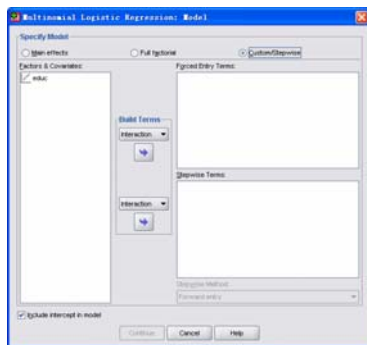 Multinomial Logistic Regression: Model
Specify Model
Main effects
Full factorial
Custom/Stepwise
Factors & Covariates:
Forced Entry Terms:
educ
Build Terms
Interaction
Stepwise Terms:
Interaction
Stepwise Method:
Forward entry
Include intercept in model
Continue
Cancel
Help